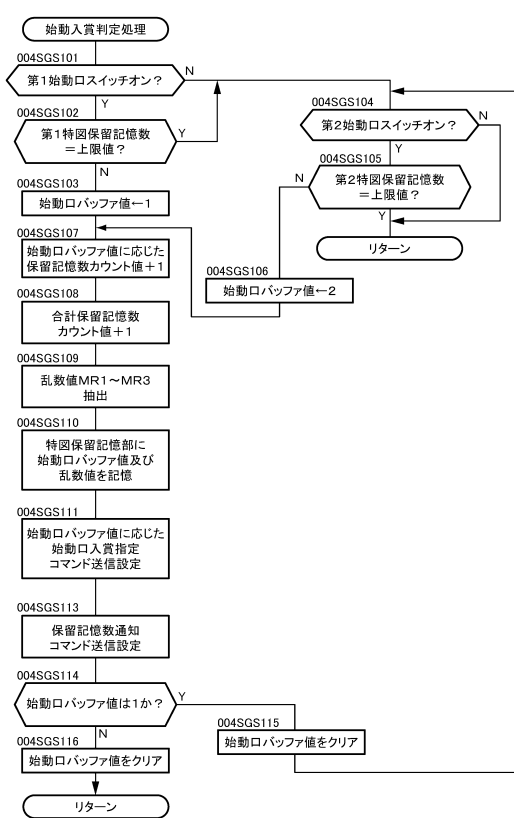 始動入賞判定処理
004SGS101
第1始動口スイッチオン？
N
Y
004SGS102
第1特図保留記憶数
＝上限値？
Y
N
004SGS103
始動口バッファ値←1
004SGS104
第2始動口スイッチオン？
N
Y
004SGS105
第2特図保留記憶数
＝上限値？
N
Y
リターン
004SGS106
始動口バッファ値←2
004SGS107
始動口バッファ値に応じた
保留記憶数カウント値＋1
004SGS108
合計保留記憶数
カウント値＋1
004SGS109
乱数値MR1～MR3
抽出
004SGS110
特図保留記憶部に
始動口バッファ値及び
乱数値を記憶
004SGS111
始動口バッファ値に応じた
始動口入賞指定
コマンド送信設定
004SGS113
保留記憶数通知
コマンド送信設定
004SGS114
始動口バッファ値は1か？
Y
N
004SGS115
始動口バッファ値をクリア
004SGS116
始動口バッファ値をクリア
リターン